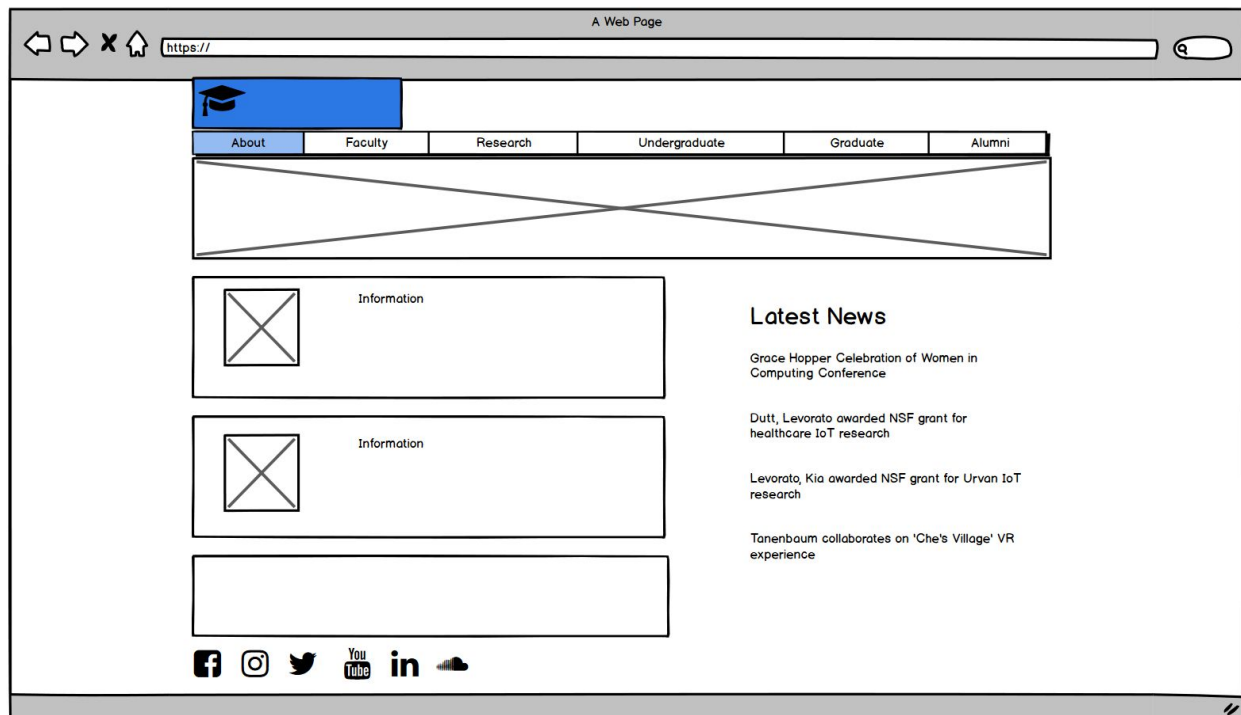 A Web Page
https://
About Faculty Research Undergraduate Graduate Alumni
Information
Information
Latest News
Grace Hopper Celebration of Women in
Computing Conference
Dutt, Levorato awarded NSF grant for
healthcare IoT research
Levorato, Kia awarded NSF grant for Urvan IoT
research
Tanenbaum collaborates on 'Che's Village' VR
experience
You
Tube
in